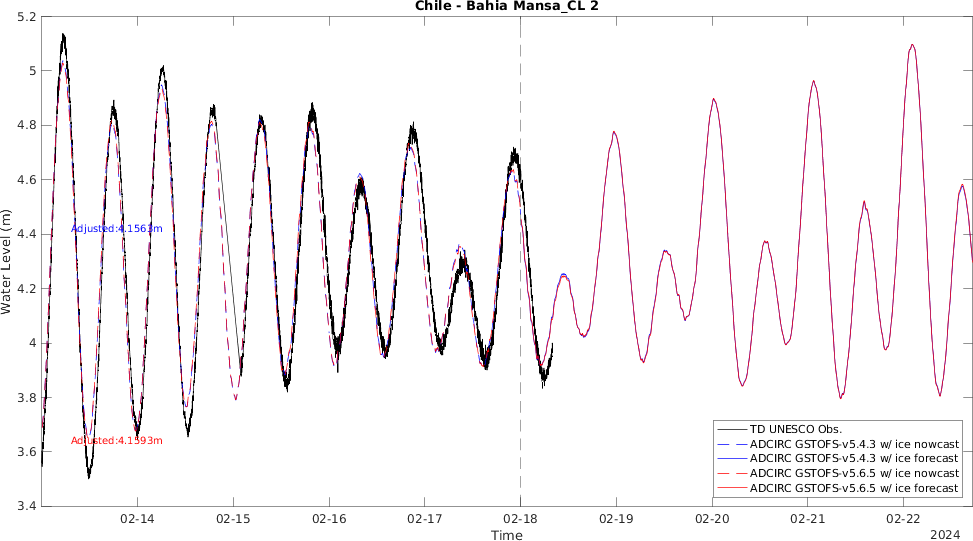 Chile - Bahia Mansa_CL 2
5.2
5
4.8
4.6
4.4
4.2
4
3.8
3.6
3.4
Water Level (m)
Adjusted:4.1561m
Adjusted:4.1593m
TD UNESCO Obs.
ADCIRC GSTOFS-v5.4.3 w/ ice nowcast
ADCIRC GSTOFS-v5.4.3 w/ ice forecast
ADCIRC GSTOFS-v5.6.5 w/ ice nowcast
ADCIRC GSTOFS-v5.6.5 w/ ice forecast
02-14 02-15 02-16 02-17 02-18 02-19 02-20 02-21 02-22
Time
2024